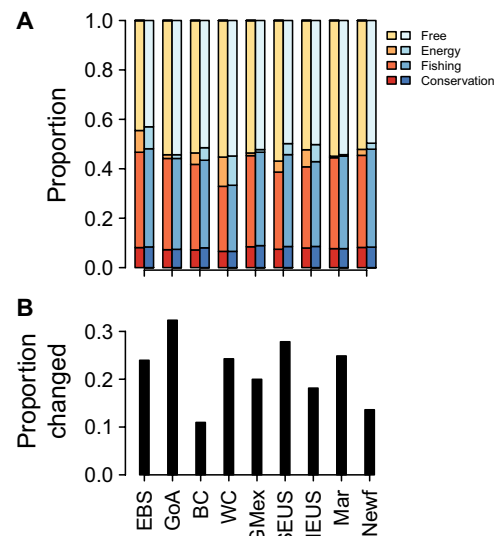 A
1.0
0.8
0.6
0.4
0.2
0.0
Proportion
Free
Energy
Fishing
Conservation
B
0.3
0.2
0.1
0.0
Proportion
changed
EBS
GoA
BC
WC
GMex
SEUS
NEUS
Mar
Newf